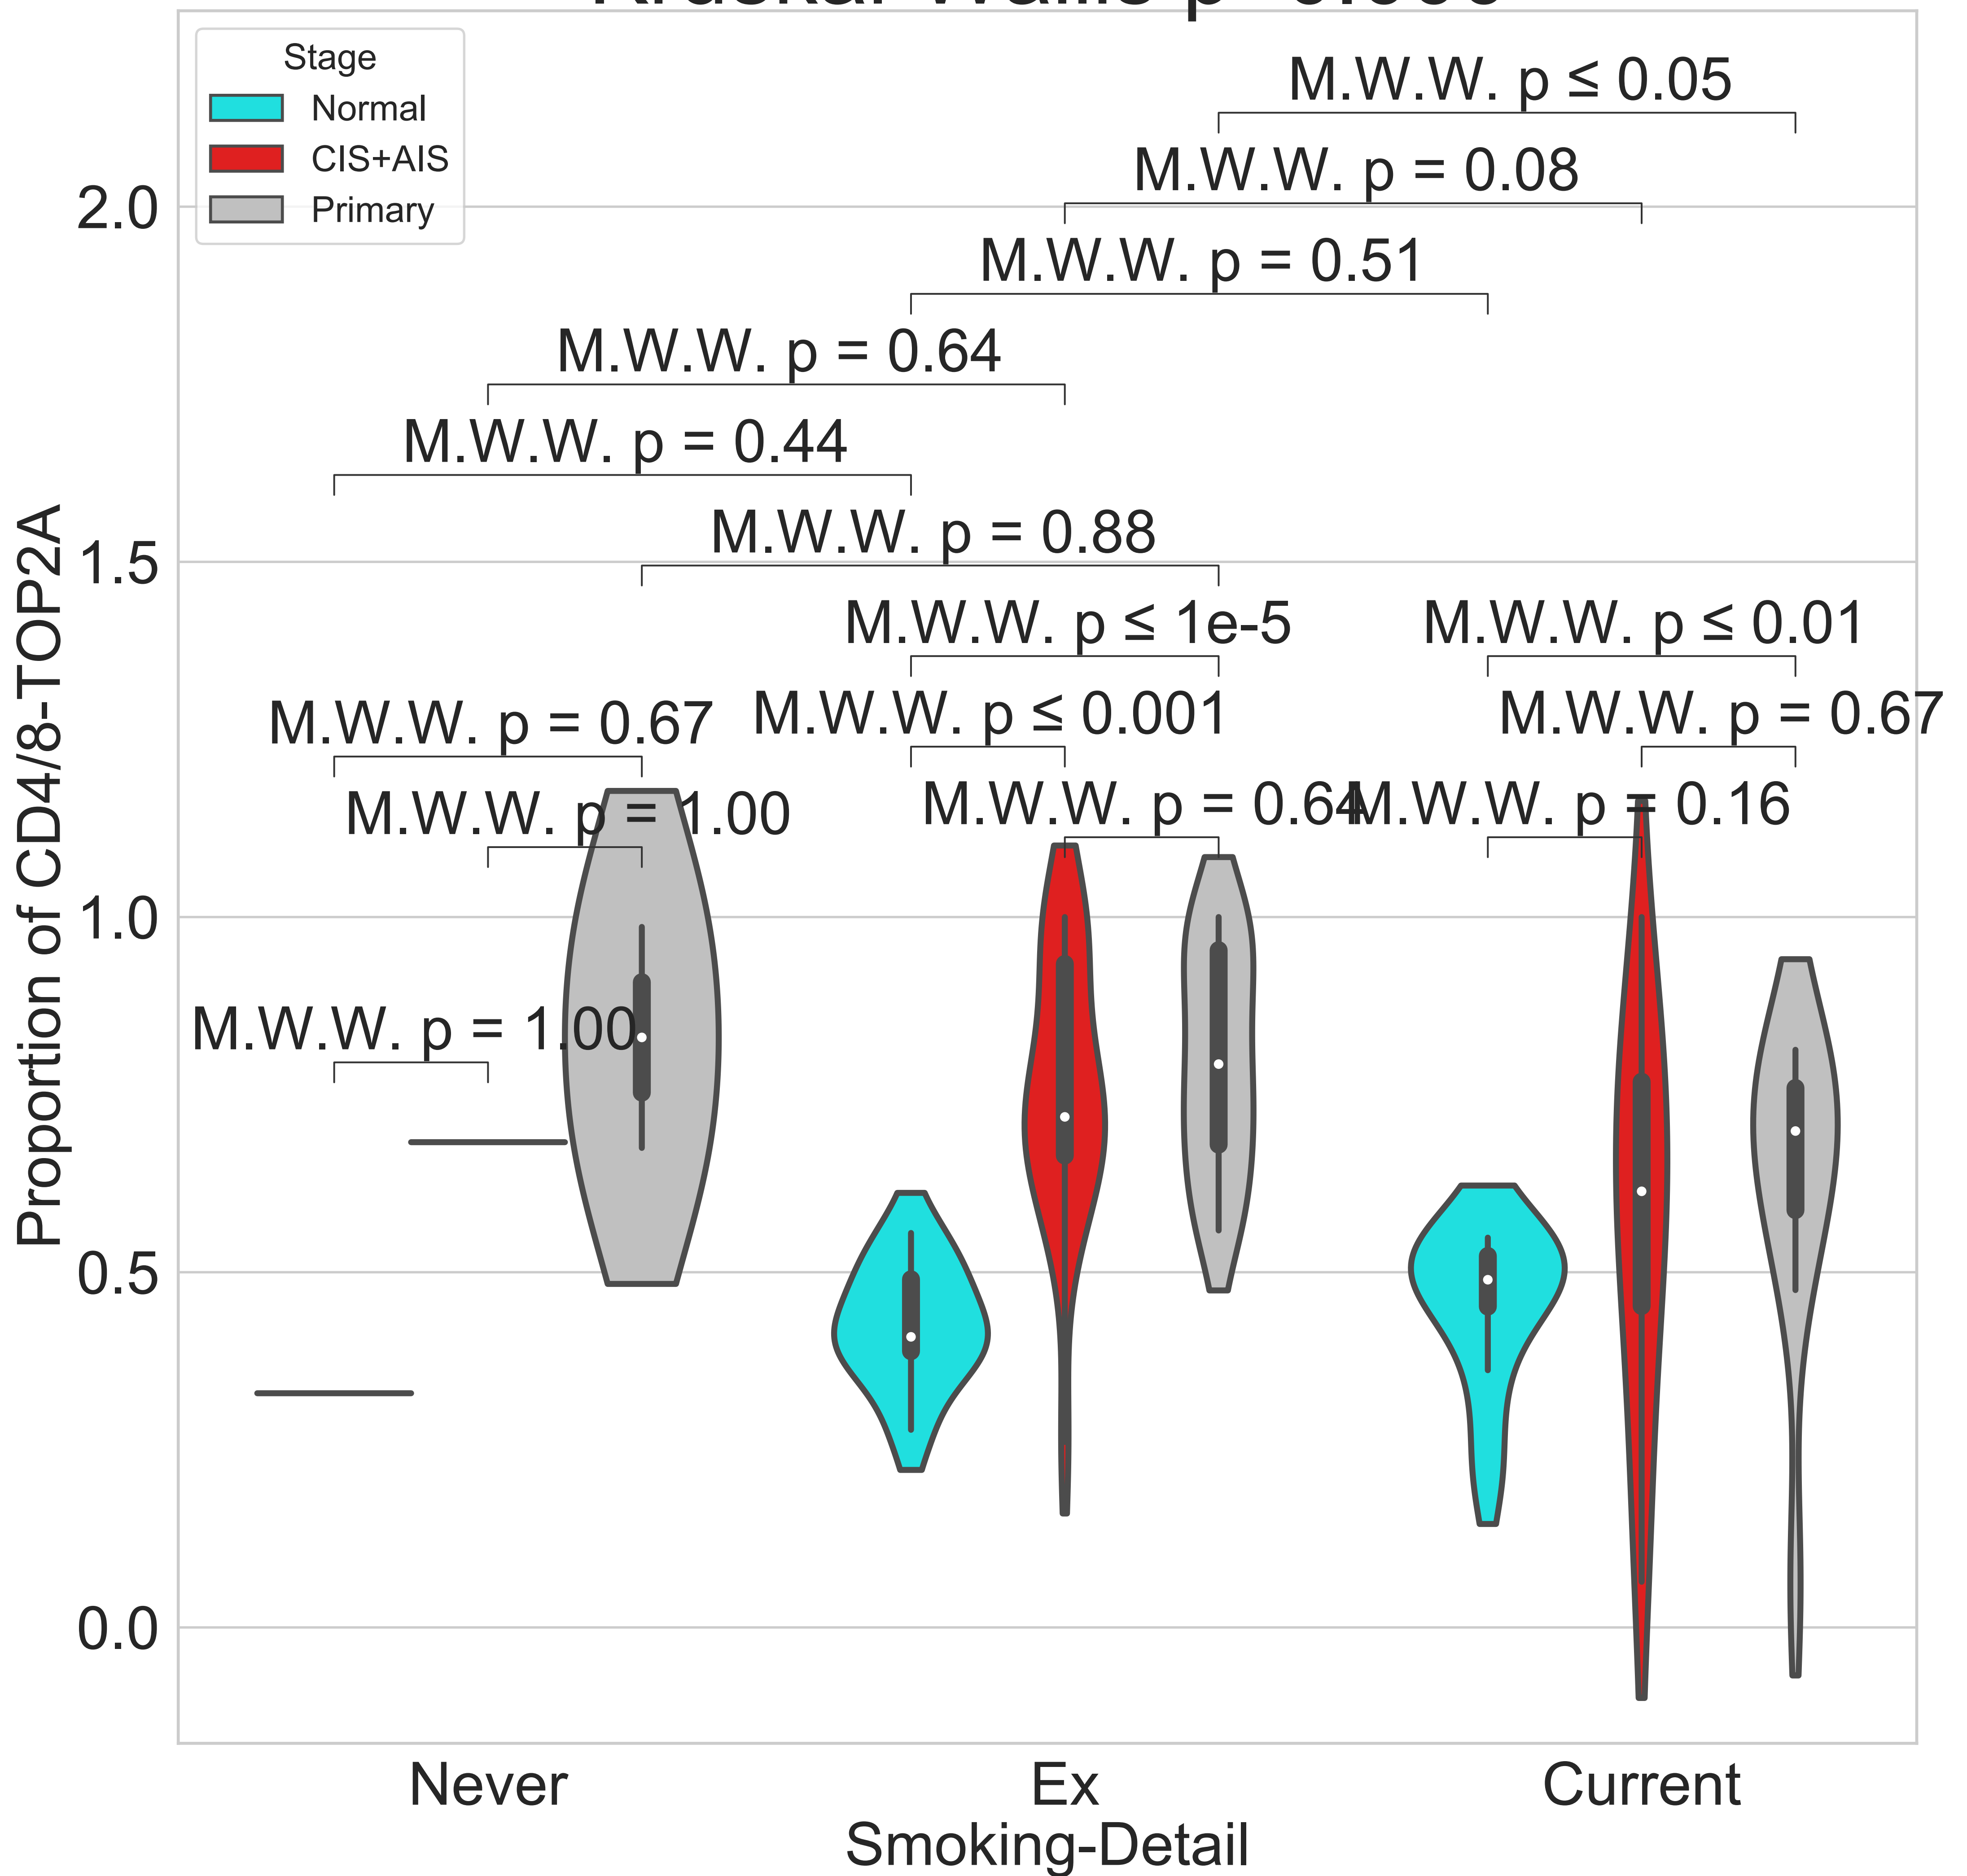 Stage
Normal
CIS+AIS
Primary
M.W.W. p ≤ 0.05
M.W.W. p = 0.08
M.W.W. p = 0.51
M.W.W. p = 0.64
M.W.W. p = 0.44
M.W.W. p = 0.88
M.W.W. p ≤ 1e-5
M.W.W. p ≤ 0.01
M.W.W. p = 0.67
M.W.W. p ≤ 0.001
M.W.W. p = 0.67
M.W.W. p = 1.00
M.W.W. p = 0.64
M.W.W. p = 0.16
M.W.W. p = 1.00
2.0
1.5
1.0
0.5
0.0
Proportion of CD4/8-TOP2A
Never
Ex
Current
Smoking-Detail